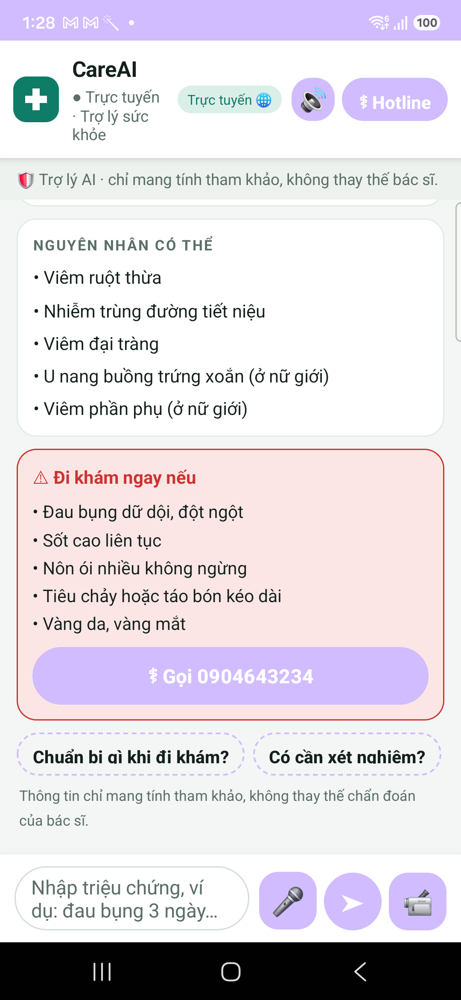 1:28
6
100
CareAI
● Trực tuyến
· Trợ lý sức
khỏe
Trực tuyến 🌐
Hotline
Trợ lý AI · chỉ mang tính tham khảo, không thay thế bác sĩ.
NGUYÊN NHÂN CÓ THỂ
• Viêm ruột thừa
• Nhiễm trùng đường tiết niệu
• Viêm đại tràng
• U nang buồng trứng xoắn (ở nữ giới)
• Viêm phần phụ (ở nữ giới)
⚠ Đi khám ngay nếu
• Đau bụng dữ dội, đột ngột
• Sốt cao liên tục
• Nôn ói nhiều không ngừng
• Tiêu chảy hoặc táo bón kéo dài
• Vàng da, vàng mắt
Gọi 0904643234
Chuẩn bị gì khi đi khám?
Có cần xét nghiệm?
Thông tin chỉ mang tính tham khảo, không thay thế chẩn đoán
của bác sĩ.
Nhập triệu chứng, ví
dụ: đau bụng 3 ngày...